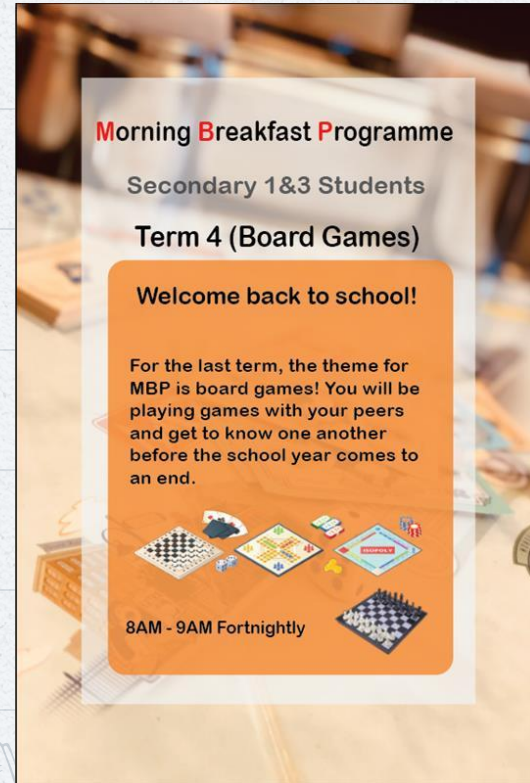 Morning Breakfast Programme
Secondary 1&3 Students
Term 4 (Board Games)
Welcome back to school!
For the last term, the theme for
MBP is board games! You will be
playing games with your peers
and get to know one another
before the school year comes to
an end.
8AM - 9AM Fortnightly